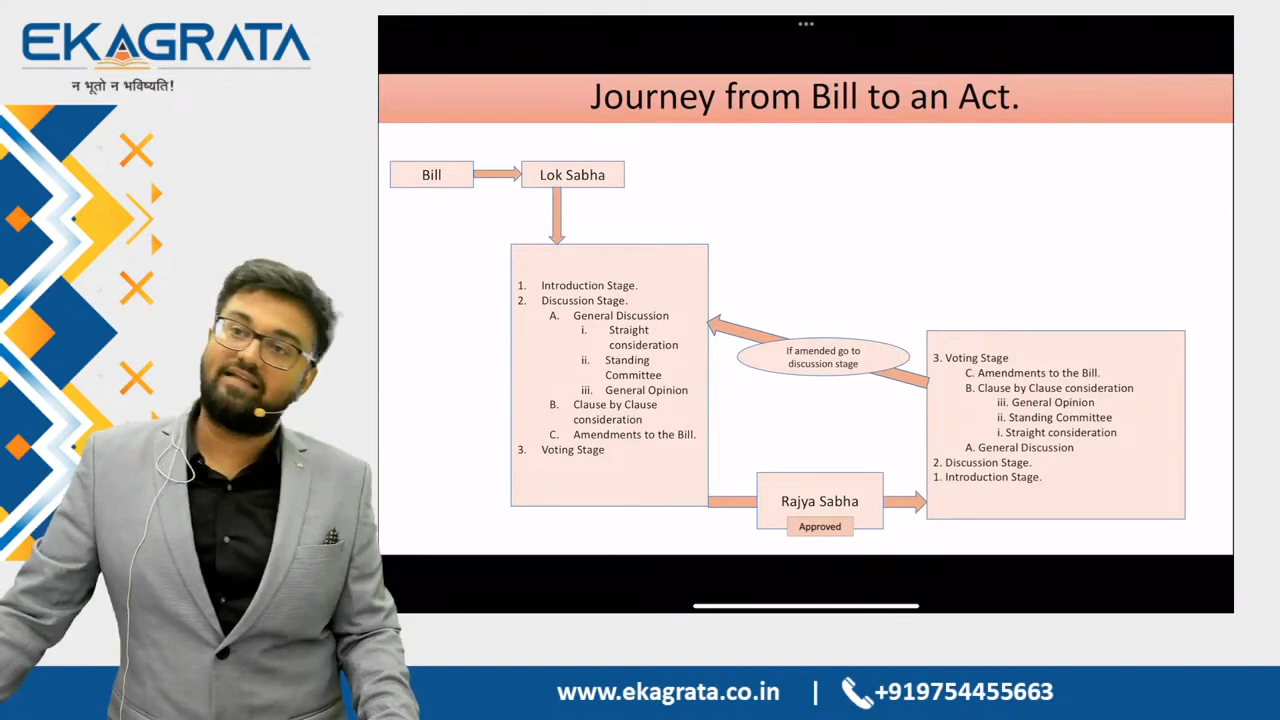 EKAGRATA
न भूतो न भविष्यति!
Journey from Bill to an Act.
Bill
Lok Sabha
1. Introduction Stage.
2. Discussion Stage.
A. General Discussion
i. Straight
consideration
ii. Standing
Committee
iii. General Opinion
B. Clause by Clause
consideration
C. Amendments to the Bill.
3. Voting Stage
If amended go to
discussion stage
3. Voting Stage
C. Amendments to the Bill.
B. Clause by Clause consideration
iii. General Opinion
ii. Standing Committee
i. Straight consideration
A. General Discussion
2. Discussion Stage.
1. Introduction Stage.
Rajya Sabha
Approved
www.ekagrata.co.in | +919754455663